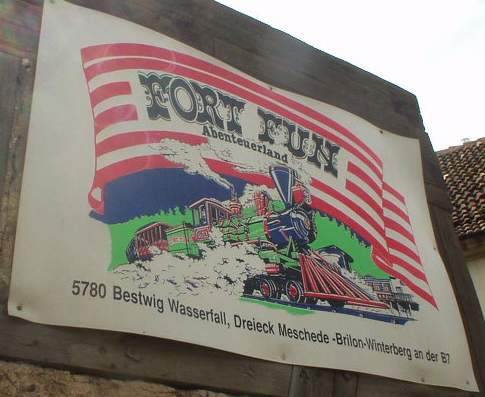 FORT FUN
Abenteuerland
5780 Bestwig Wasserfall, Dreieck Meschede -Brilon-Winterberg an der B7